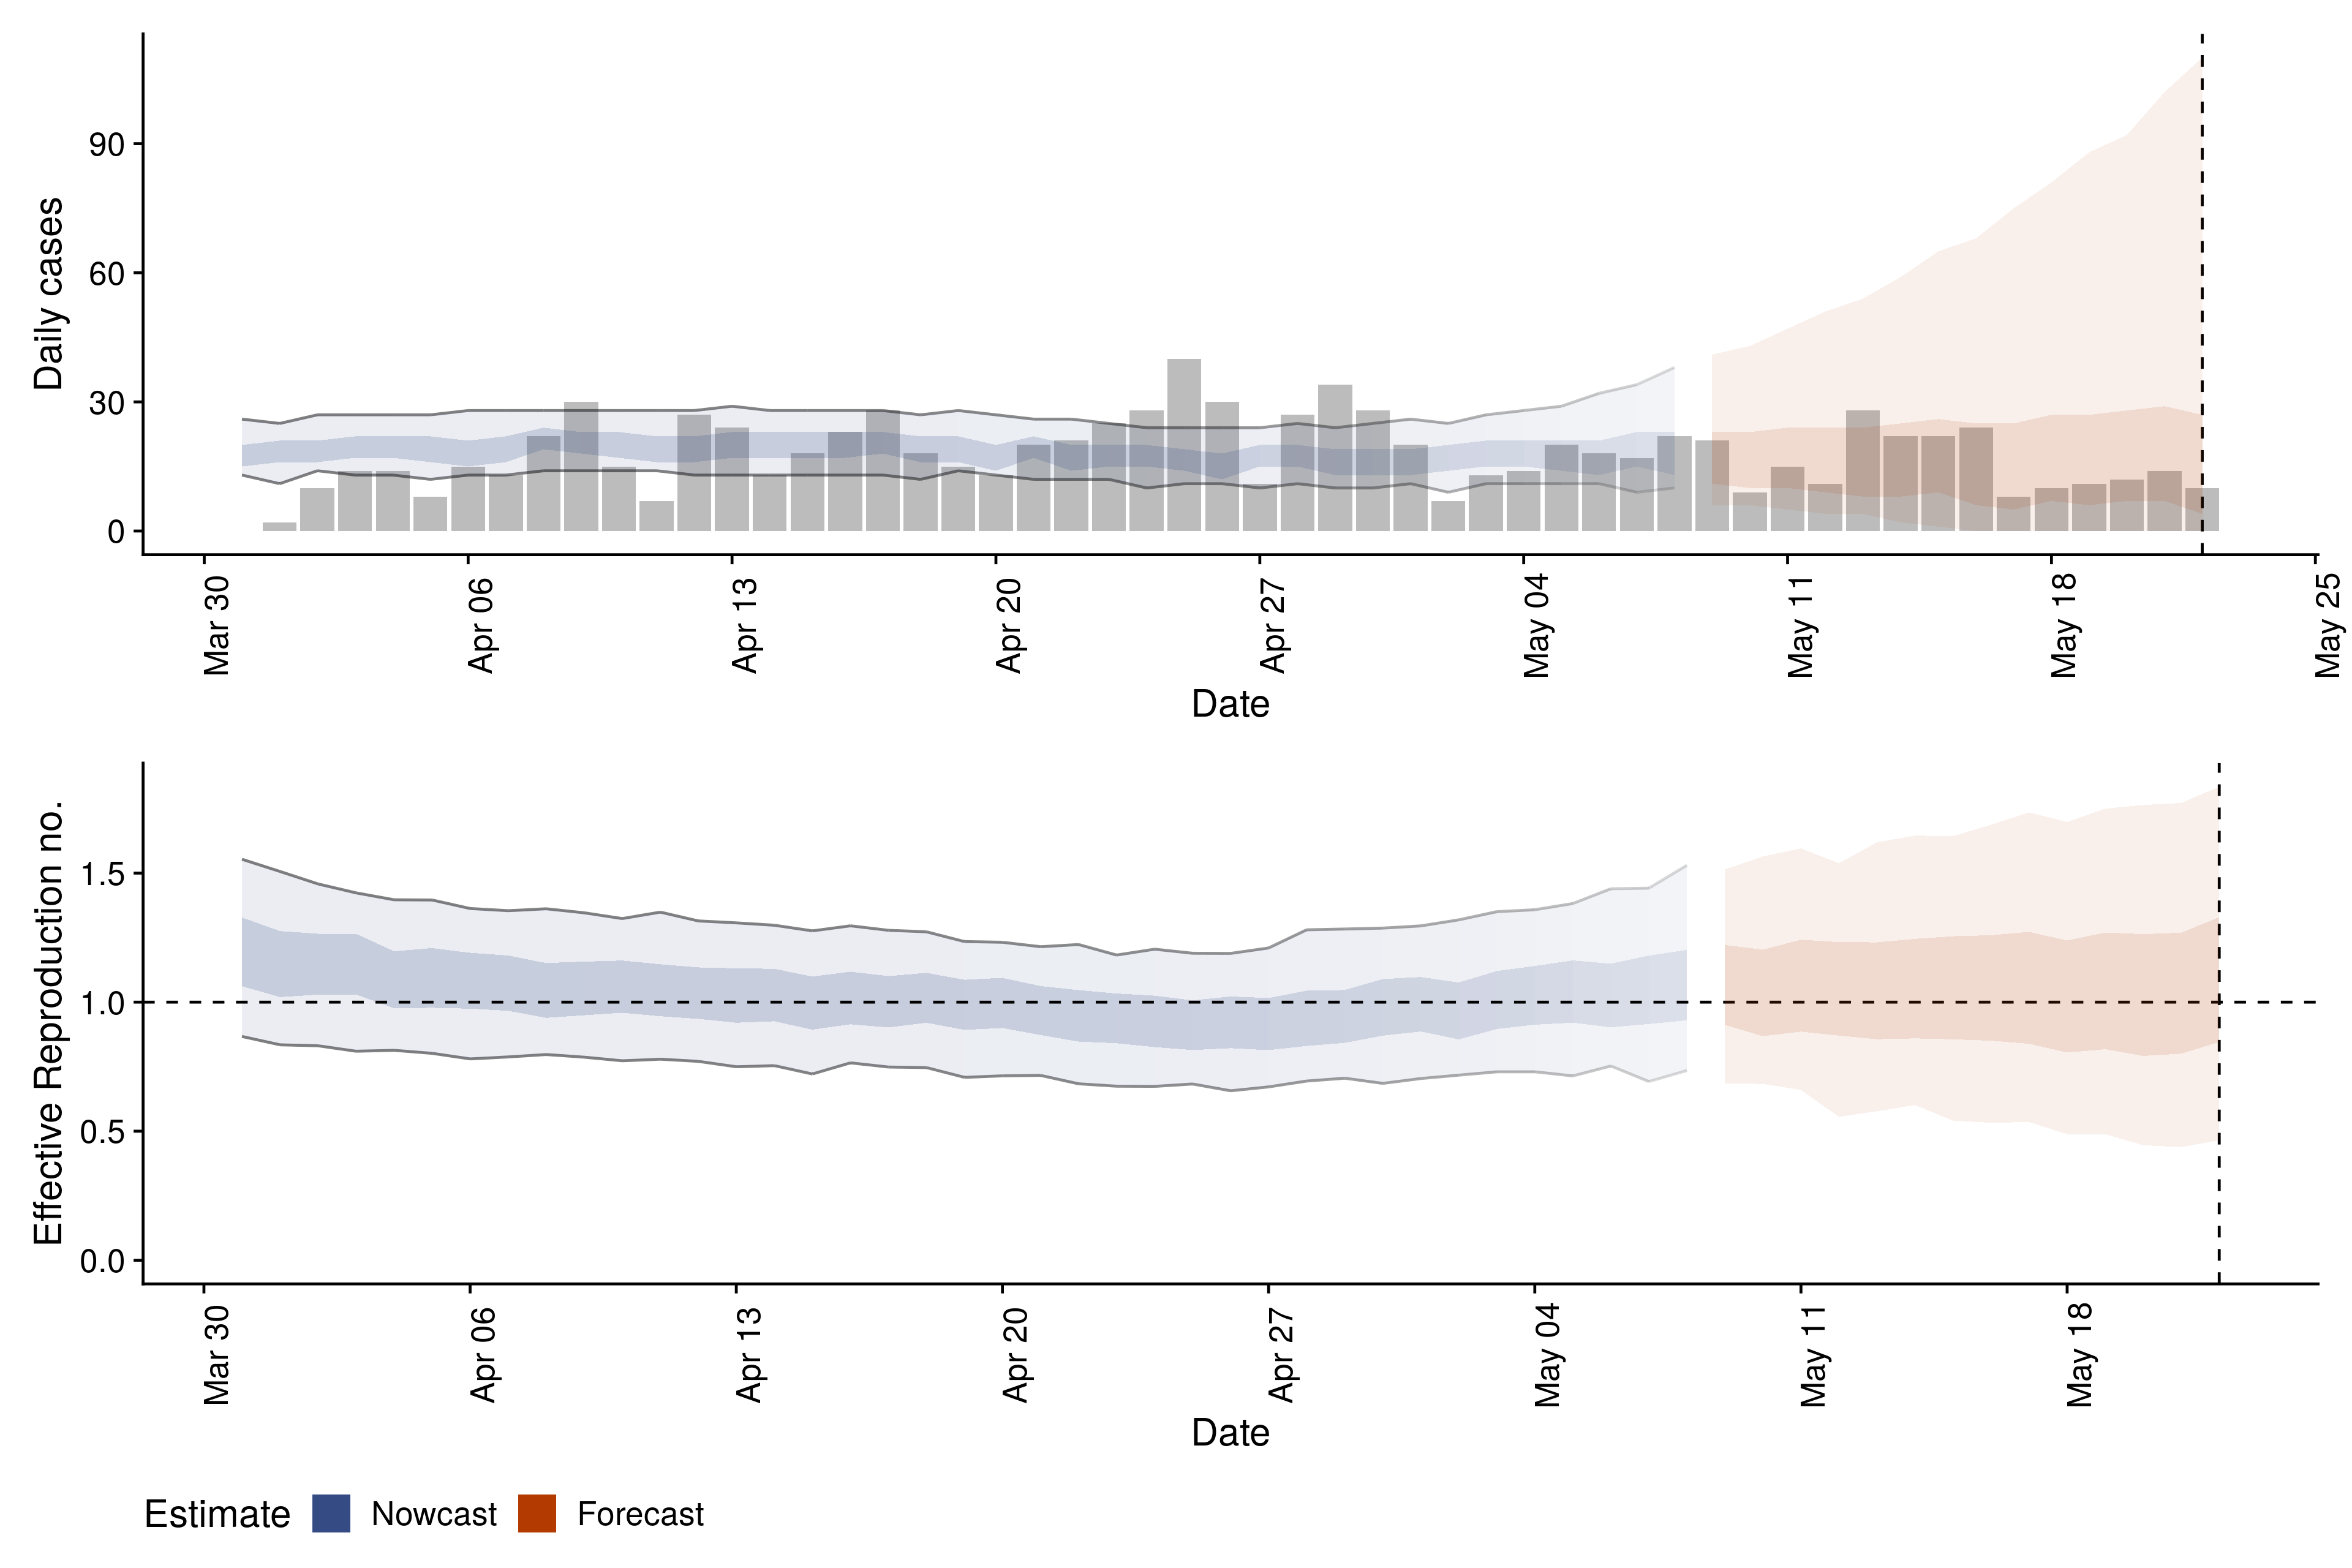 Daily cases
90
60
30
0
Mar 30
Apr 06
Apr 13
Apr 20
Apr 27
May 04
May 11
May 18
May 25
Date
Effective Reproduction no.
1.5
1.0
0.5
0.0
Mar 30
Apr 06
Apr 13
Apr 20
Apr 27
May 04
May 11
May 18
Date
Estimate Nowcast Forecast